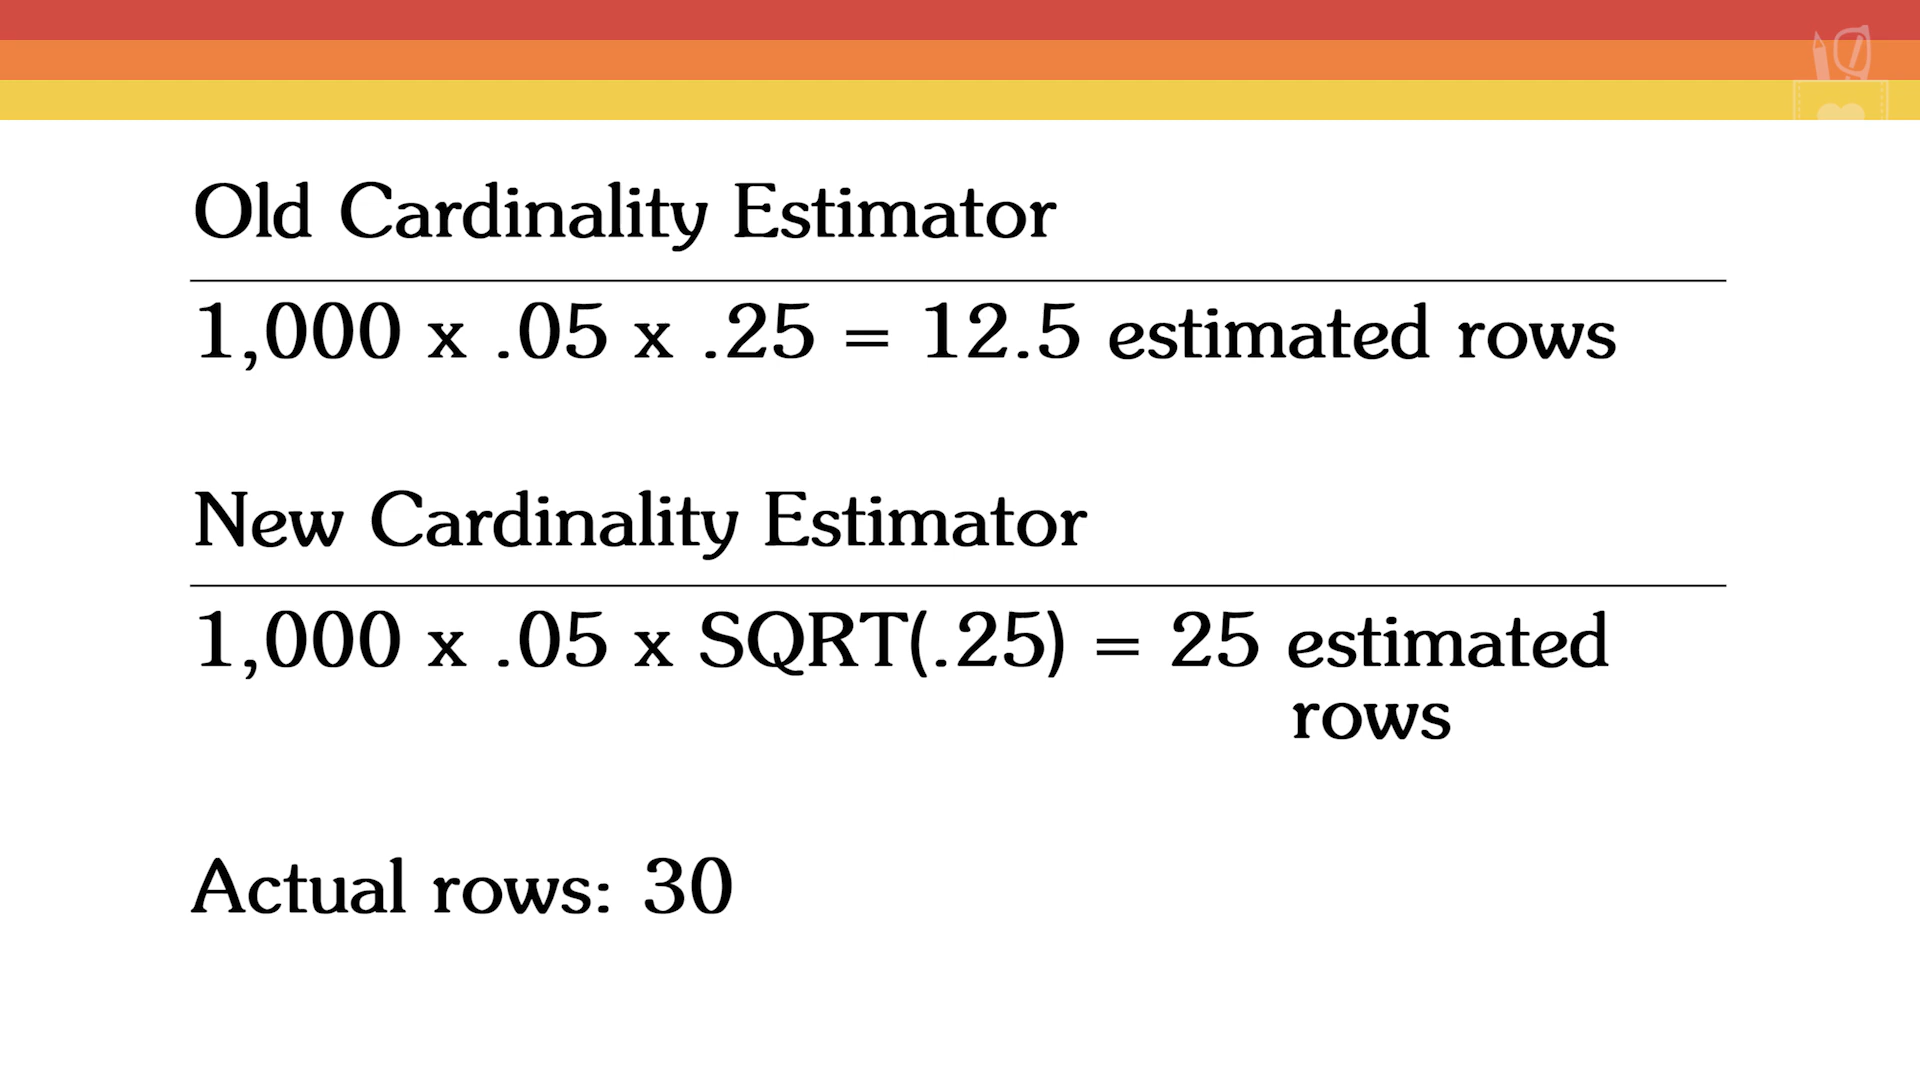 Old Cardinality Estimator
1,000 x .05 x .25 = 12.5 estimated rows
New Cardinality Estimator
1,000 x .05 x SQRT(.25) = 25 estimated
rows
Actual rows: 30